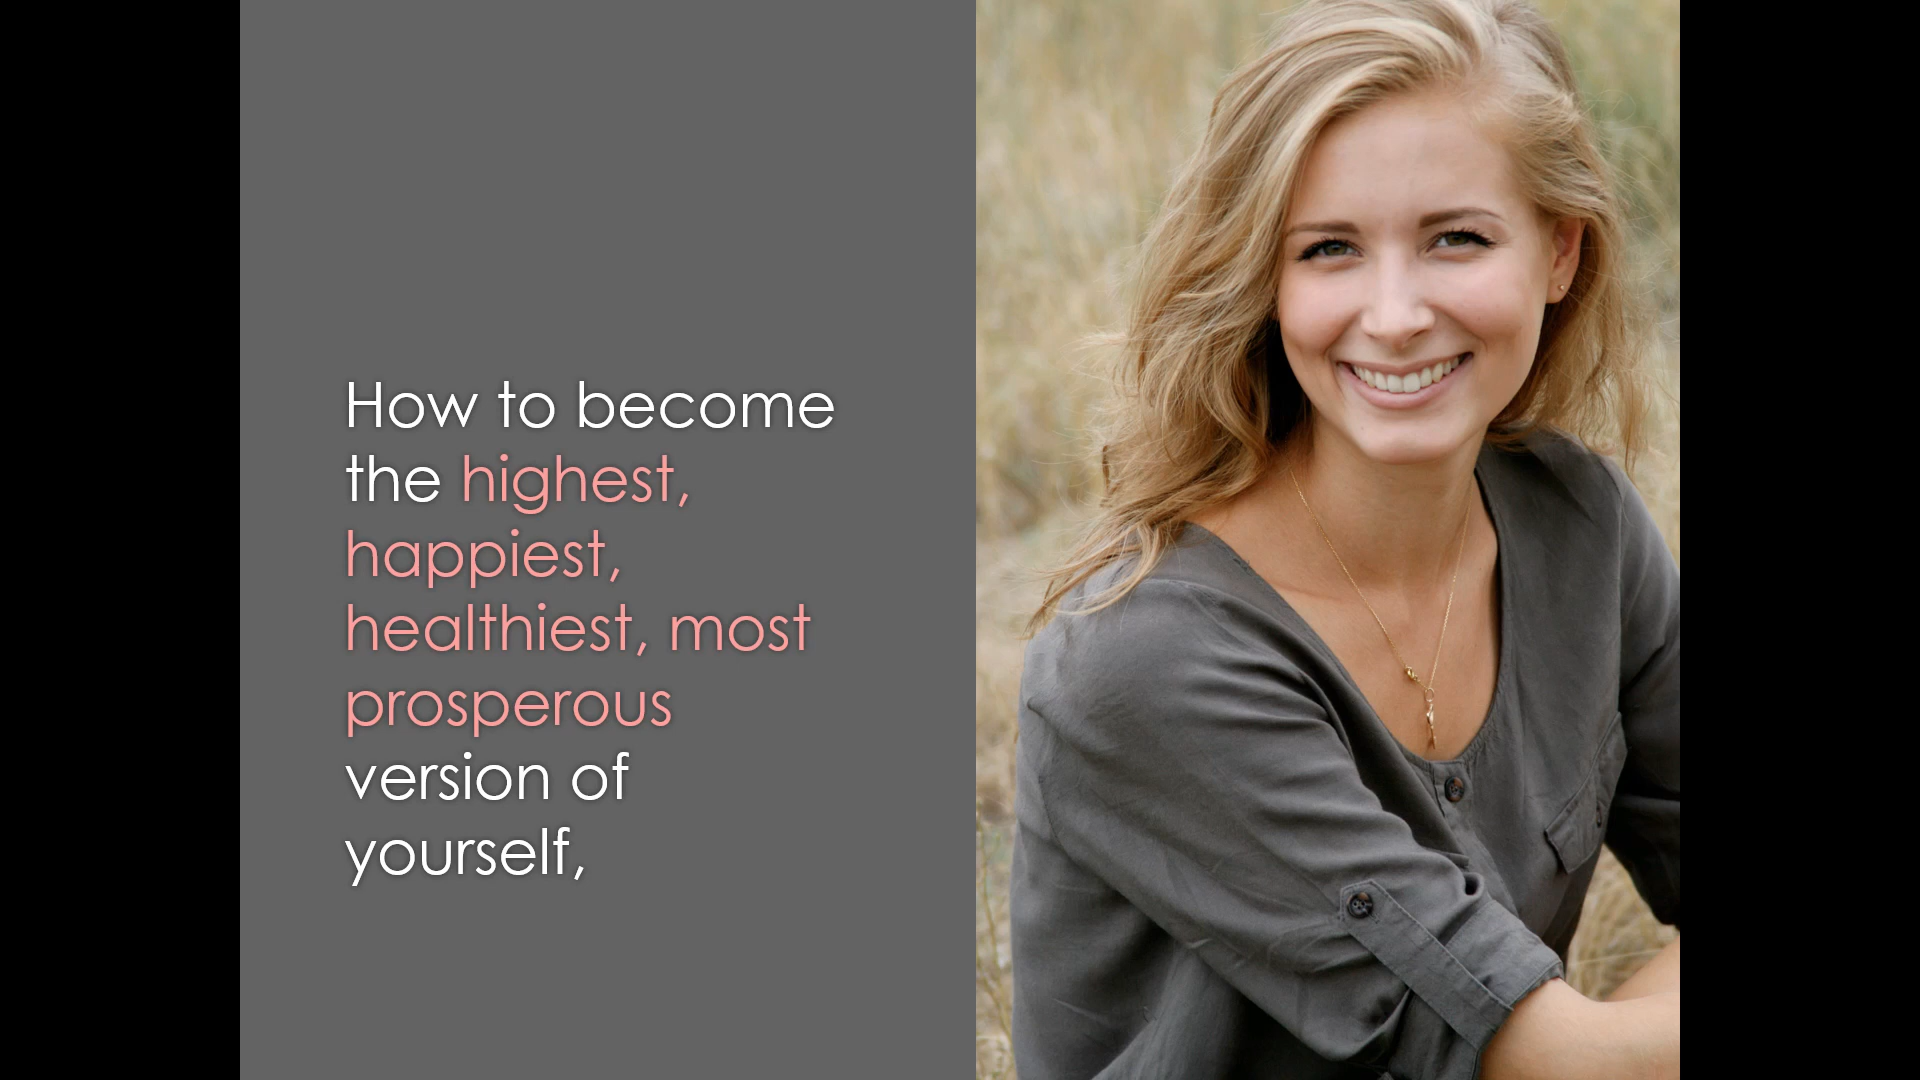 How to become
the highest,
happiest,
healthiest, most
prosperous
version of
yourself,